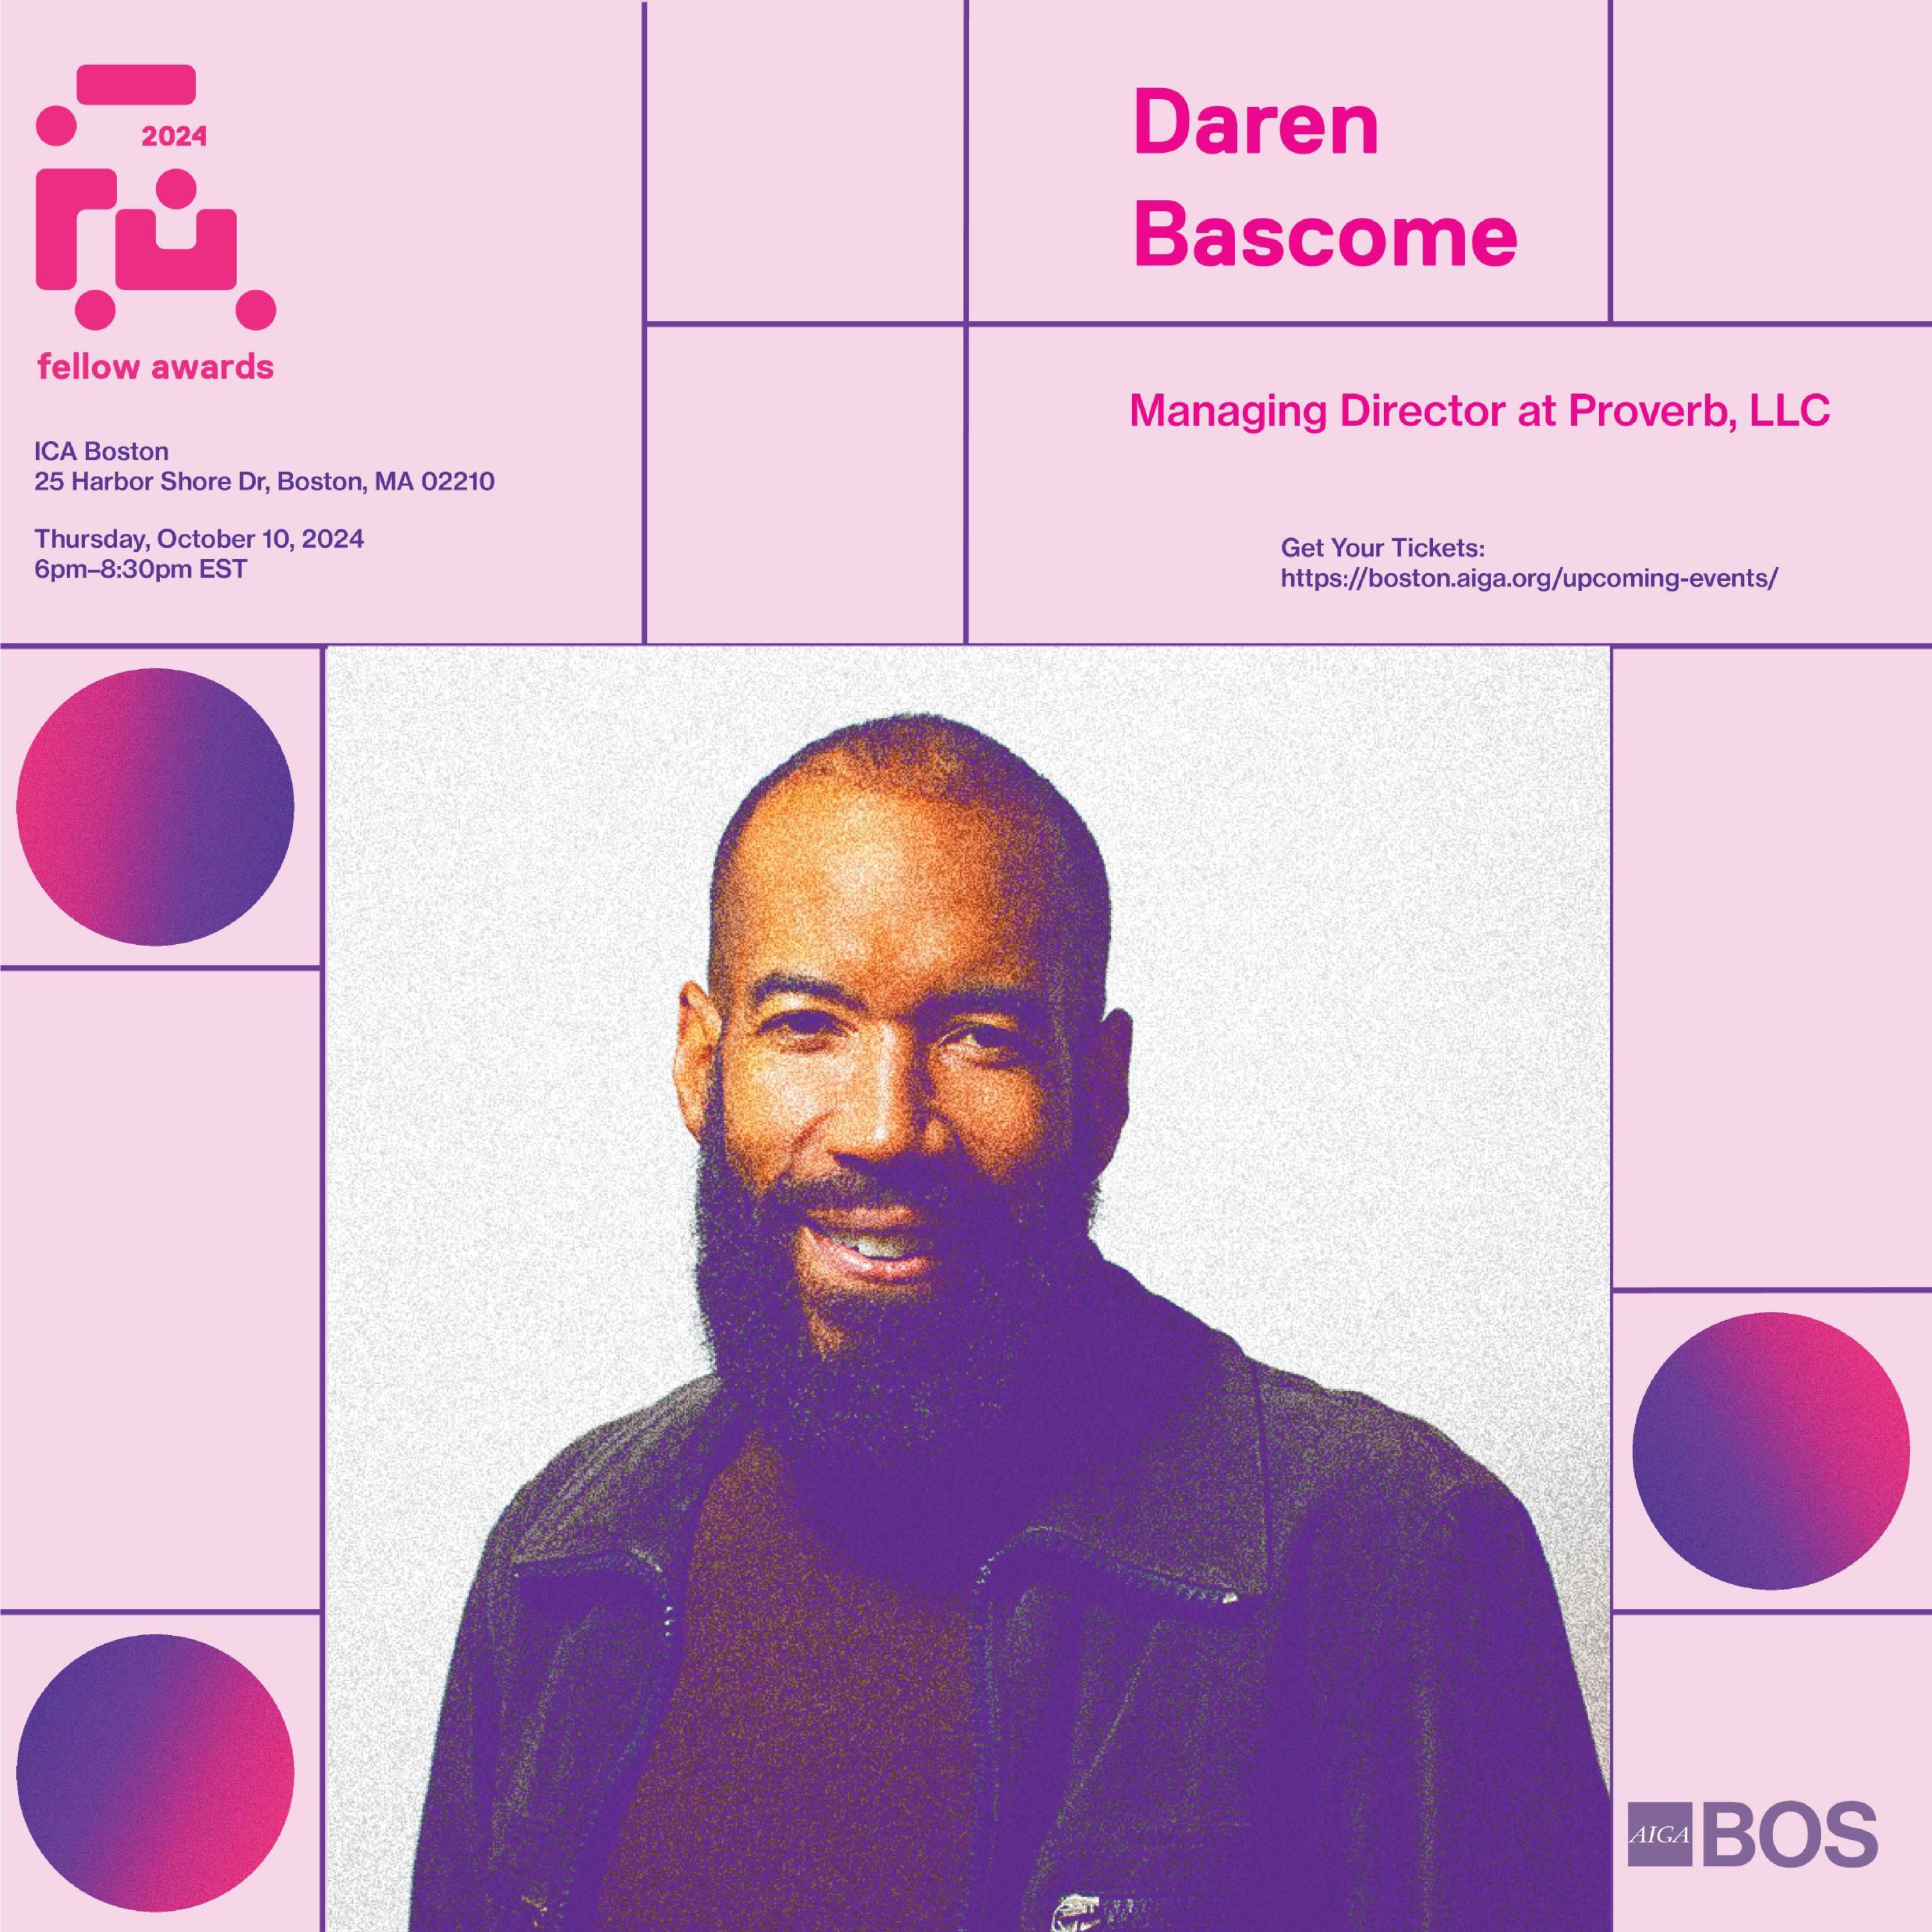 2024
fellow awards
ICA Boston
25 Harbor Shore Dr, Boston, MA 02210
Thursday, October 10, 2024
6pm–8:30pm EST
Daren
Bascome
Managing Director at Proverb, LLC
Get Your Tickets:
https://boston.aiga.org/upcoming-events/
AIGA BOS